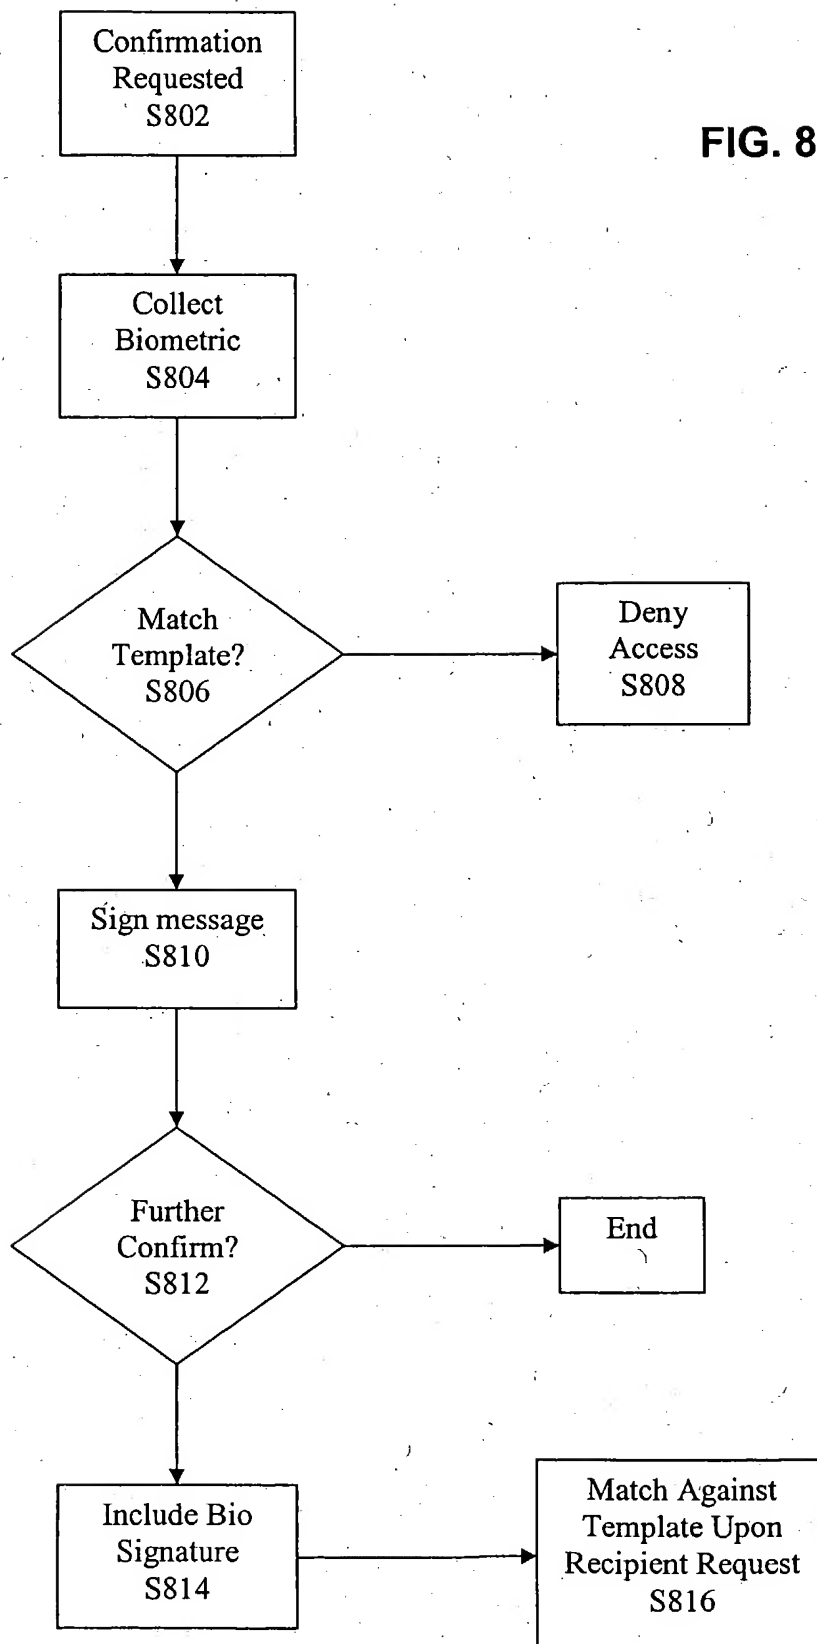 Confirmation
Requested
S802
FIG. 8
Collect
Biometric
S804
Match
Template?
S806
Deny
Access
S808
Sign message
S810
Further
Confirm?
S812
End
Include Bio
Signature
S814
Match Against
Template Upon
Recipient Request
S816